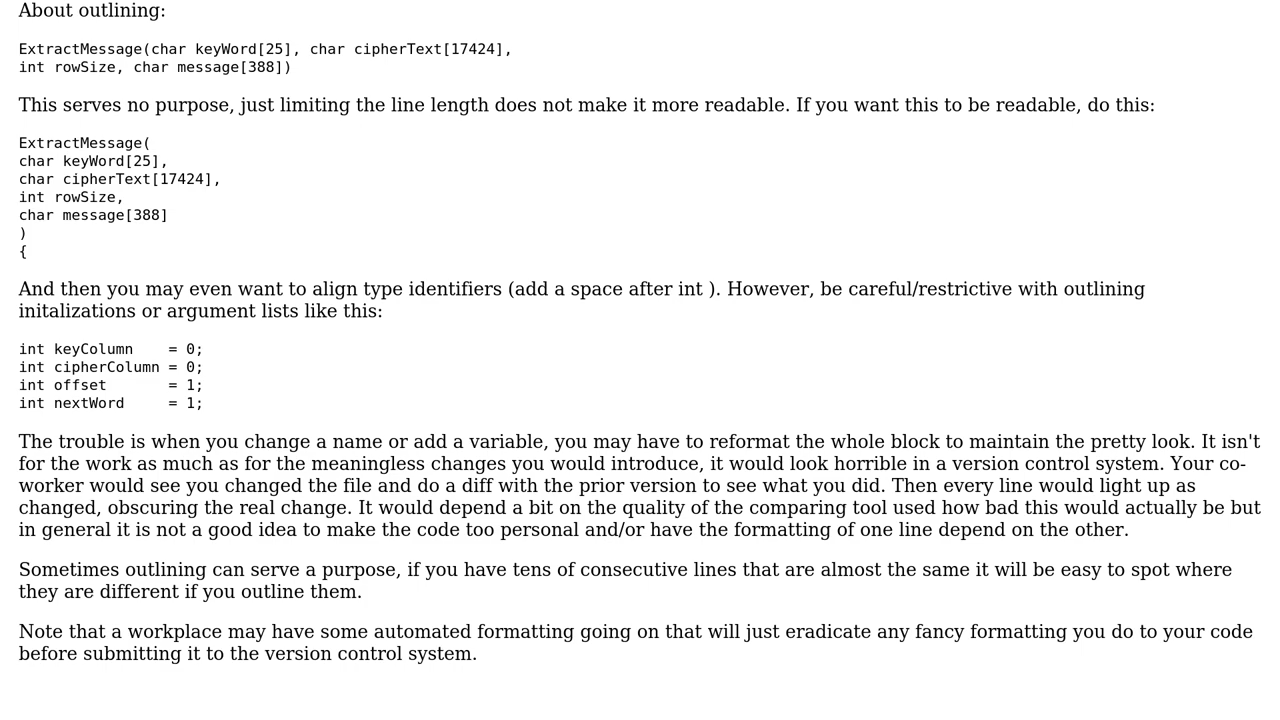 About outlining:
ExtractMessage(char keyWord[25], char cipherText[17424],
int rowSize, char message[388])
This serves no purpose, just limiting the line length does not make it more readable. If you want this to be readable, do this:
ExtractMessage(
char keyWord[25],
char cipherText[17424],
int rowSize,
char message[388]
)
{
And then you may even want to align type identifiers (add a space after int ). However, be careful/restrictive with outlining
initalizations or argument lists like this:
int keyColumn    = 0;
int cipherColumn = 0;
int offset       = 1;
int nextWord     = 1;
The trouble is when you change a name or add a variable, you may have to reformat the whole block to maintain the pretty look. It isn't
for the work as much as for the meaningless changes you would introduce, it would look horrible in a version control system. Your co-
worker would see you changed the file and do a diff with the prior version to see what you did. Then every line would light up as
changed, obscuring the real change. It would depend a bit on the quality of the comparing tool used how bad this would actually be but
in general it is not a good idea to make the code too personal and/or have the formatting of one line depend on the other.
Sometimes outlining can serve a purpose, if you have tens of consecutive lines that are almost the same it will be easy to spot where
they are different if you outline them.
Note that a workplace may have some automated formatting going on that will just eradicate any fancy formatting you do to your code
before submitting it to the version control system.